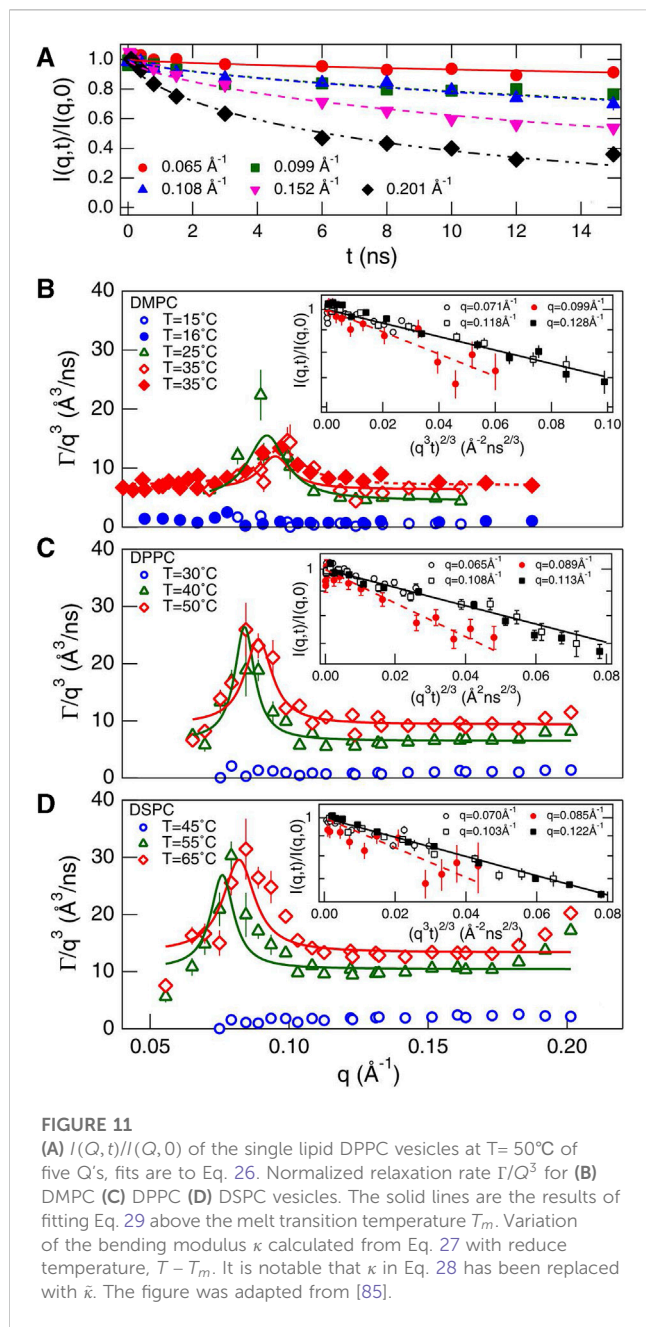 A
I(q,t)/I(q,0)
1.0
0.8
0.6
0.4
0.2
0.0
0.065 Å⁻¹ 0.099 Å⁻¹
0.108 Å⁻¹ 0.152 Å⁻¹ 0.201 Å⁻¹
0 2 4 6 8 10 12 14
t (ns)
B
Γ/q³ (Å³/ns)
40
30
20
10
0
DMPC
T=15°C
T=16°C
T=25°C
T=35°C
T=35°C
I(q,t)/I(q,0)
1
q=0.071Å⁻¹ q=0.099Å⁻¹
q=0.118Å⁻¹ q=0.128Å⁻¹
0.00 0.02 0.04 0.06 0.08 0.10
(q³t)²/³ (Å⁻²ns²/³)
C
Γ/q³ (Å³/ns)
40
30
20
10
0
DPPC
T=30°C
T=40°C
T=50°C
I(q,t)/I(q,0)
1
q=0.065Å⁻¹ q=0.089Å⁻¹
q=0.108Å⁻¹ q=0.113Å⁻¹
0.00 0.02 0.04 0.06 0.08
(q³t)²/³ (Å²ns²/³)
D
Γ/q³ (Å³/ns)
40
30
20
10
0
DSPC
T=45°C
T=55°C
T=65°C
I(q,t)/I(q,0)
1
q=0.070Å⁻¹ q=0.085Å⁻¹
q=0.103Å⁻¹ q=0.122Å⁻¹
0.00 0.02 0.04 0.06 0.08
(q³t)²/³ (Å⁻²ns²/³)
0.05 0.10 0.15 0.20
q (Å⁻¹)
FIGURE 11
(A) I(Q, t)/I(Q, 0) of the single lipid DPPC vesicles at T= 50℃ of
five Q's, fits are to Eq. 26. Normalized relaxation rate Γ/Q³ for (B)
DMPC (C) DPPC (D) DSPC vesicles. The solid lines are the results of
fitting Eq. 29 above the melt transition temperature Tₘ. Variation
of the bending modulus κ calculated from Eq. 27 with reduce
temperature, T − Tₘ. It is notable that κ in Eq. 28 has been replaced
with κ̃. The figure was adapted from [85].